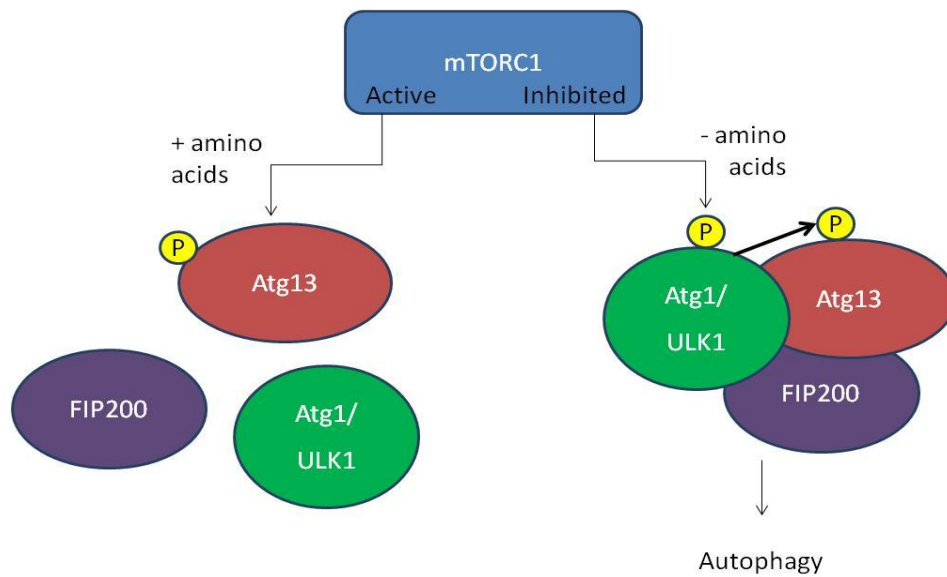 mTORC1
Active Inhibited
+ amino
acids
- amino
acids
P
Atg13
FIP200
Atg1/
ULK1
P
P
Atg1/
ULK1
Atg13
FIP200
Autophagy